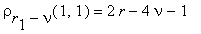 ρ_{r_1 − ν}(1, 1) = 2 r − 4 ν − 1